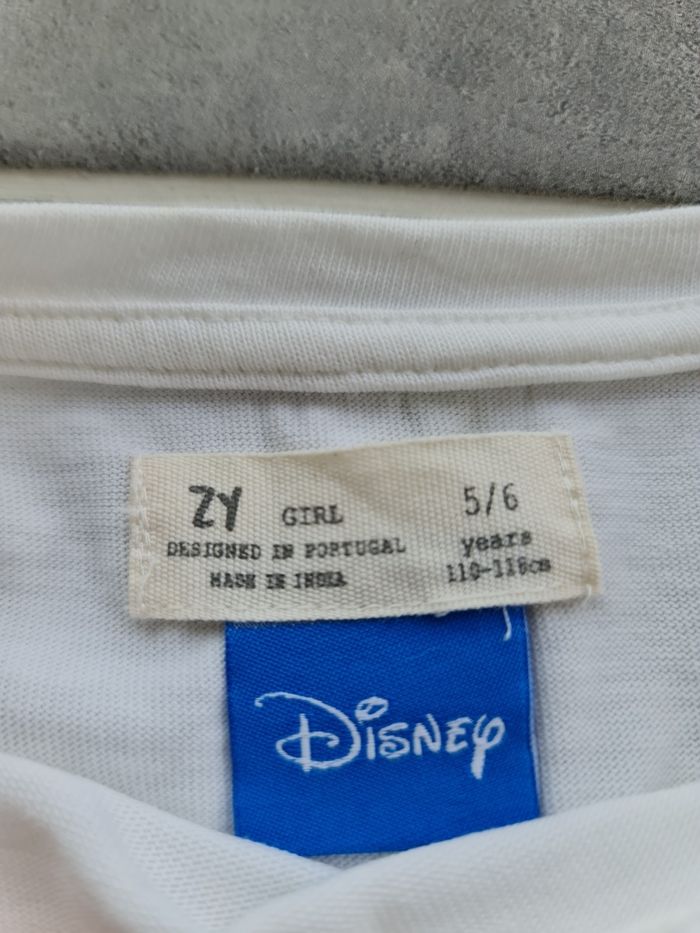 ZY GIRL 5/6
DESIGNED IN PORTUGAL years
MADE IN INDIA 110-116cm
Disney